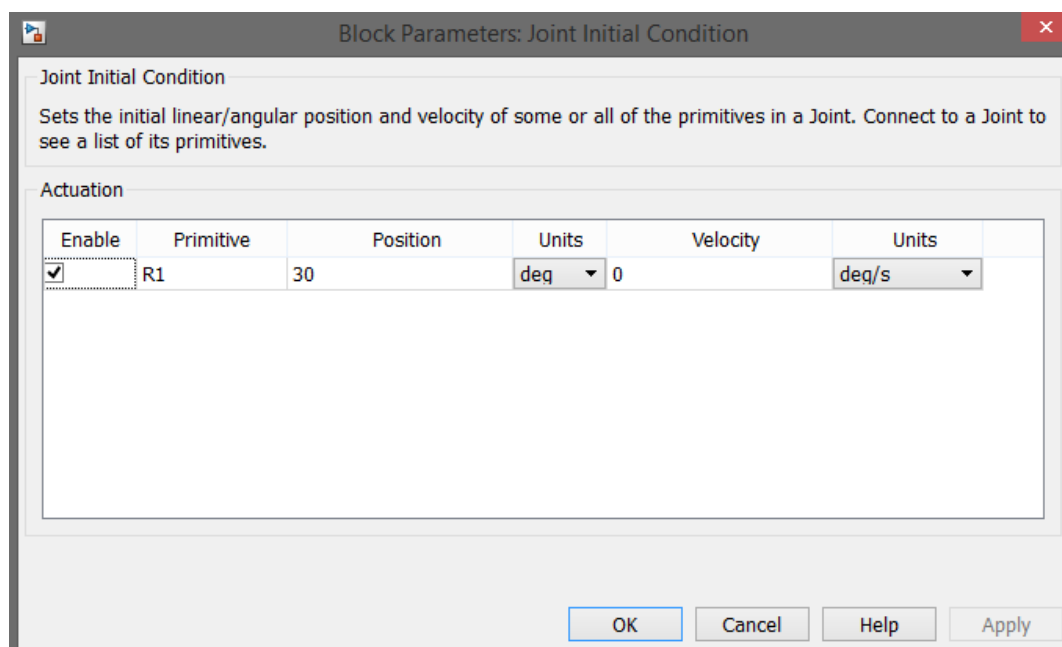 Block Parameters: Joint Initial Condition
Joint Initial Condition
Sets the initial linear/angular position and velocity of some or all of the primitives in a Joint. Connect to a Joint to
see a list of its primitives.
Actuation
Enable Primitive Position Units Velocity Units
R1 30 deg 0 deg/s
OK Cancel Help Apply